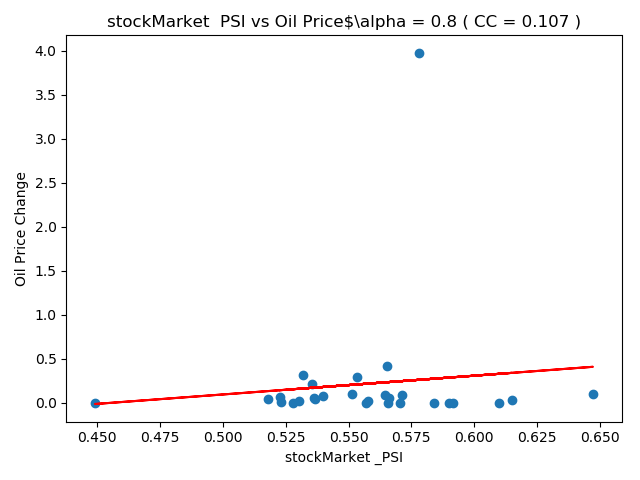 stockMarket  PSI vs Oil Price$\alpha = 0.8 ( CC = 0.107 )
4.0
3.5
3.0
2.5
2.0
1.5
1.0
0.5
0.0
Oil Price Change
0.450 0.475 0.500 0.525 0.550 0.575 0.600 0.625 0.650
stockMarket _PSI